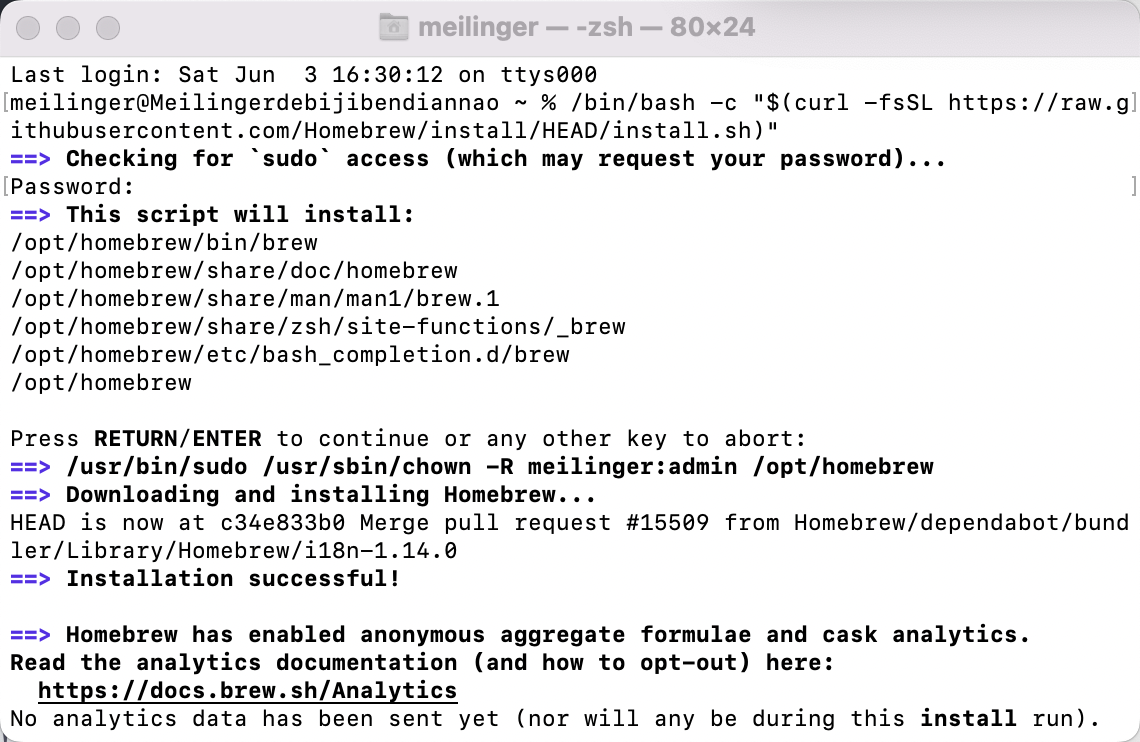 meilinger — -zsh — 80×24
Last login: Sat Jun  3 16:30:12 on ttys000
[meilinger@Meilingerdebijibendiannao ~ % /bin/bash -c "$(curl -fsSL https://raw.g]
ithubusercontent.com/Homebrew/install/HEAD/install.sh)"
==> Checking for `sudo` access (which may request your password)...
[Password:                                                                       ]
==> This script will install:
/opt/homebrew/bin/brew
/opt/homebrew/share/doc/homebrew
/opt/homebrew/share/man/man1/brew.1
/opt/homebrew/share/zsh/site-functions/_brew
/opt/homebrew/etc/bash_completion.d/brew
/opt/homebrew
Press RETURN/ENTER to continue or any other key to abort:
==> /usr/bin/sudo /usr/sbin/chown -R meilinger:admin /opt/homebrew
==> Downloading and installing Homebrew...
HEAD is now at c34e833b0 Merge pull request #15509 from Homebrew/dependabot/bund
ler/Library/Homebrew/i18n-1.14.0
==> Installation successful!
==> Homebrew has enabled anonymous aggregate formulae and cask analytics.
Read the analytics documentation (and how to opt-out) here:
  https://docs.brew.sh/Analytics
No analytics data has been sent yet (nor will any be during this install run).